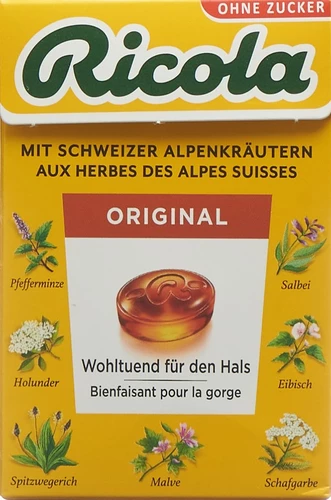 OHNE ZUCKER
Ricola
MIT SCHWEIZER ALPENKRÄUTERN
AUX HERBES DES ALPES SUISSES
ORIGINAL
Pfefferminze
Salbei
R
Wohltuend für den Hals
Bienfaisant pour la gorge
Holunder
Eibisch
Spitzwegerich
Malve
Schafgarbe